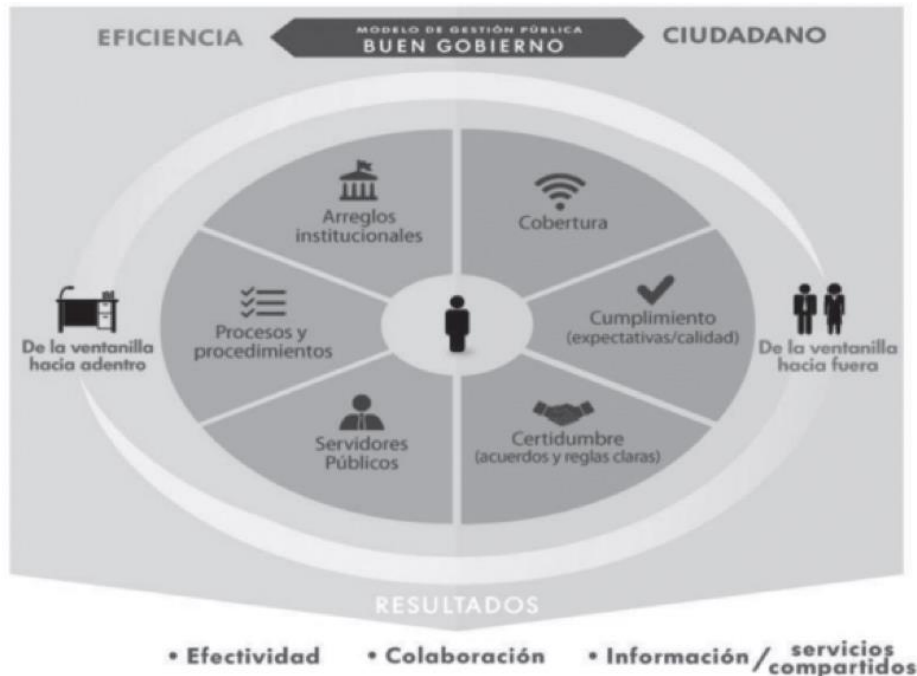 EFICIENCIA
MODELO DE GESTIÓN PÚBLICA
BUEN GOBIERNO
CIUDADANO
Arreglos
institucionales
Cobertura
Procesos y
procedimientos
Cumplimiento
(expectativas/calidad)
De la ventanilla
hacia adentro
De la ventanilla
hacia fuera
Servidores
Públicos
Certidumbre
(acuerdos y reglas claras)
RESULTADOS
• Efectividad
• Colaboración
• Información / servicios
compartidos